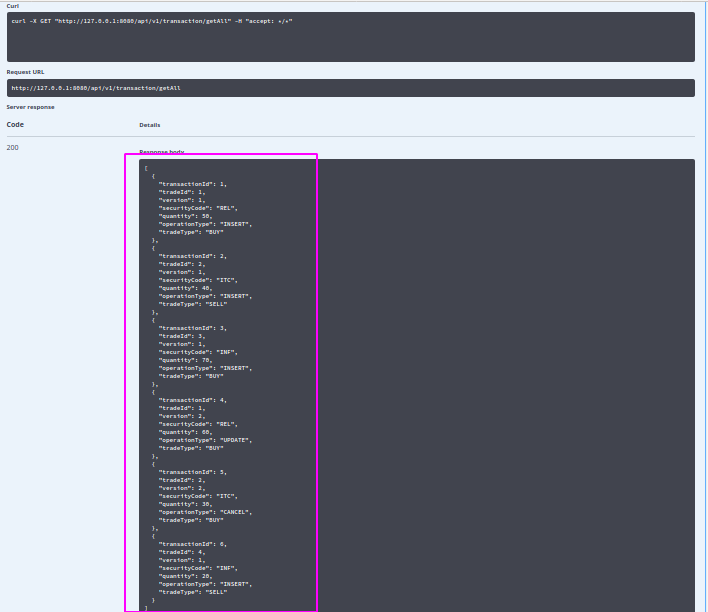 Curl
curl -X GET "http://127.0.0.1:8080/api/v1/transaction/getAll" -H "accept: */*"
Request URL
http://127.0.0.1:8080/api/v1/transaction/getAll
Server response
Code Details
200
Response body
[
{
"transactionId": 1,
"tradeId": 1,
"version": 1,
"securityCode": "REL",
"quantity": 50,
"operationType": "INSERT",
"tradeType": "BUY"
},
{
"transactionId": 2,
"tradeId": 2,
"version": 1,
"securityCode": "ITC",
"quantity": 40,
"operationType": "INSERT",
"tradeType": "SELL"
},
{
"transactionId": 3,
"tradeId": 3,
"version": 1,
"securityCode": "INF",
"quantity": 70,
"operationType": "INSERT",
"tradeType": "BUY"
},
{
"transactionId": 4,
"tradeId": 1,
"version": 2,
"securityCode": "REL",
"quantity": 60,
"operationType": "UPDATE",
"tradeType": "BUY"
},
{
"transactionId": 5,
"tradeId": 2,
"version": 2,
"securityCode": "ITC",
"quantity": 30,
"operationType": "CANCEL",
"tradeType": "BUY"
},
{
"transactionId": 6,
"tradeId": 4,
"version": 1,
"securityCode": "INF",
"quantity": 20,
"operationType": "INSERT",
"tradeType": "SELL"
}
]